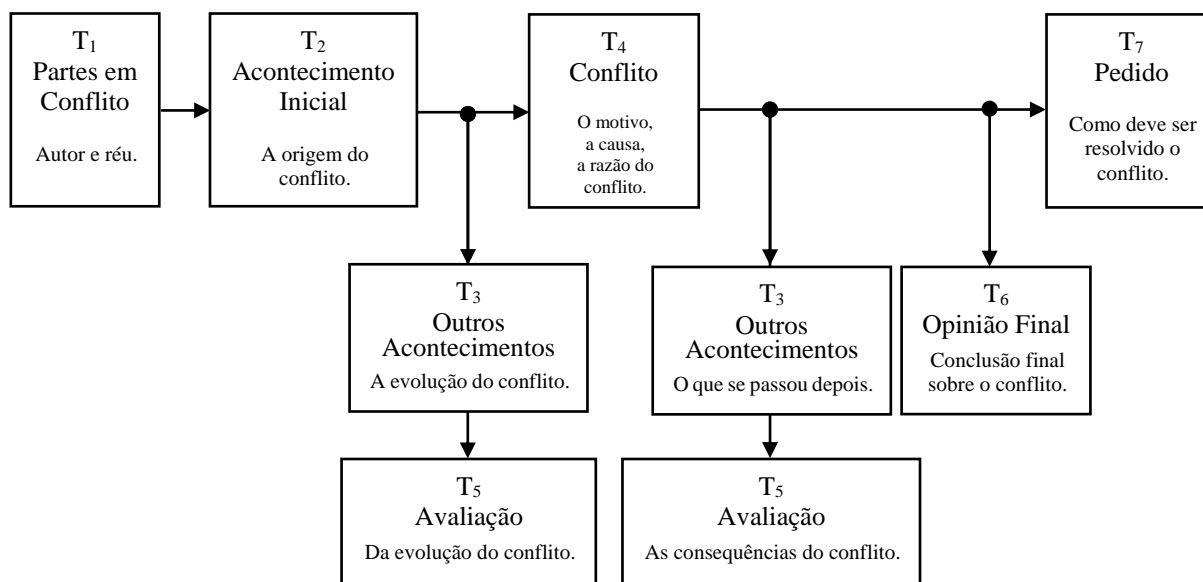 T₁
Partes em
Conflito
Autor e réu.
T₂
Acontecimento
Inicial
A origem do
conflito.
T₄
Conflito
O motivo,
a causa,
a razão do
conflito.
T₇
Pedido
Como deve ser
resolvido o
conflito.
T₃
Outros
Acontecimentos
A evolução do conflito.
T₃
Outros
Acontecimentos
O que se passou depois.
T₆
Opinião Final
Conclusão final
sobre o conflito.
T₅
Avaliação
Da evolução do conflito.
T₅
Avaliação
As consequências do conflito.